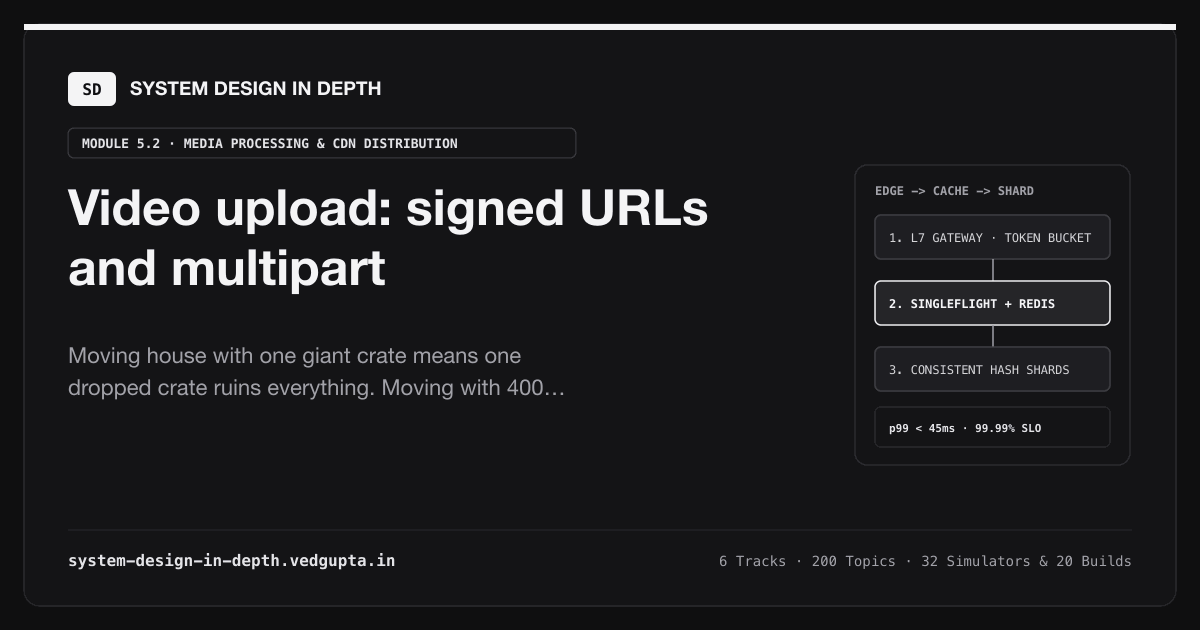 SD SYSTEM DESIGN IN DEPTH
MODULE 5.2 · MEDIA PROCESSING & CDN DISTRIBUTION
Video upload: signed URLs
and multipart
Moving house with one giant crate means one
dropped crate ruins everything. Moving with 400…
EDGE —> CACHE —> SHARD
1. L7 GATEWAY · TOKEN BUCKET
2. SINGLEFLIGHT + REDIS
3. CONSISTENT HASH SHARDS
p99 < 45ms · 99.99% SLO
system-design-in-depth.vedgupta.in
6 Tracks · 200 Topics · 32 Simulators & 20 Builds